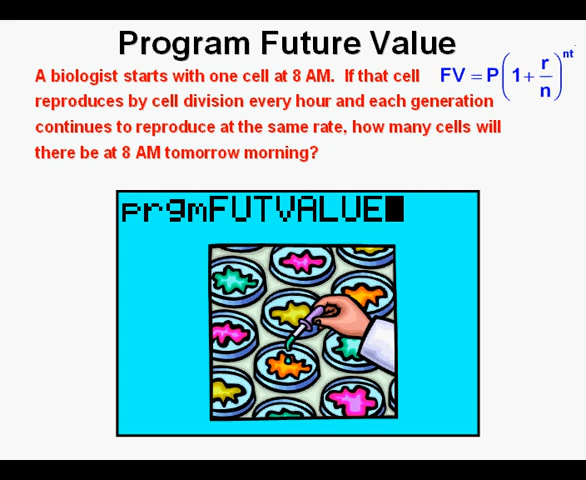 Program Future Value
A biologist starts with one cell at 8 AM.  If that cell
reproduces by cell division every hour and each generation
continues to reproduce at the same rate, how many cells will
there be at 8 AM tomorrow morning?
FV = P(1 + r/n)^nt
prgmFUTVALUE